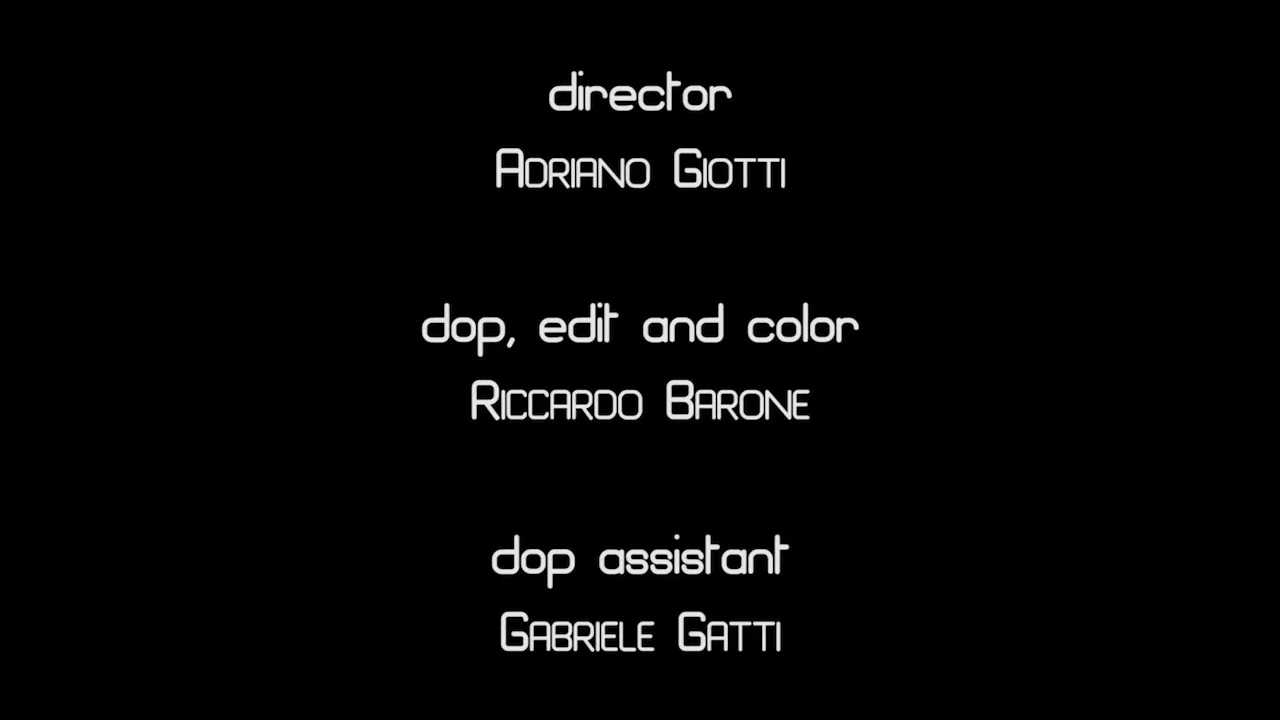 director
ADRIANO GIOTTI
dop, edit and color
RICCARDO BARONE
dop assistant
GABRIELE GATTI